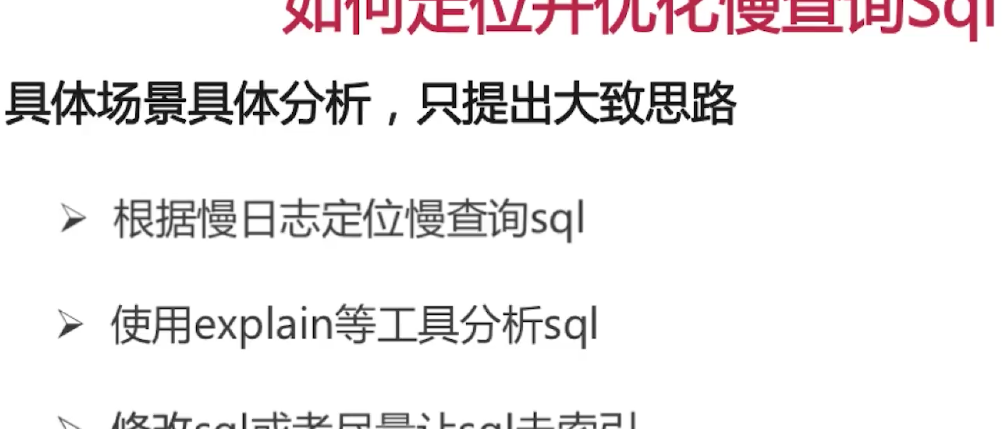 如何定位并优化慢查询Sql
具体场景具体分析，只提出大致思路
根据慢日志定位慢查询sql
使用explain等工具分析sql
修改sql或者尽量让sql走索引